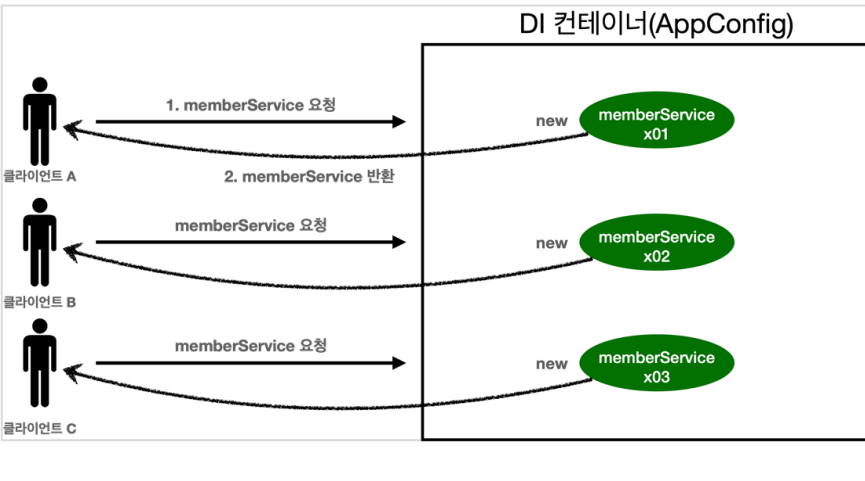 DI 컨테이너(AppConfig)
1. memberService 요청
new
memberService
x01
클라이언트 A
2. memberService 반환
memberService 요청
new
memberService
x02
클라이언트 B
memberService 요청
new
memberService
x03
클라이언트 C